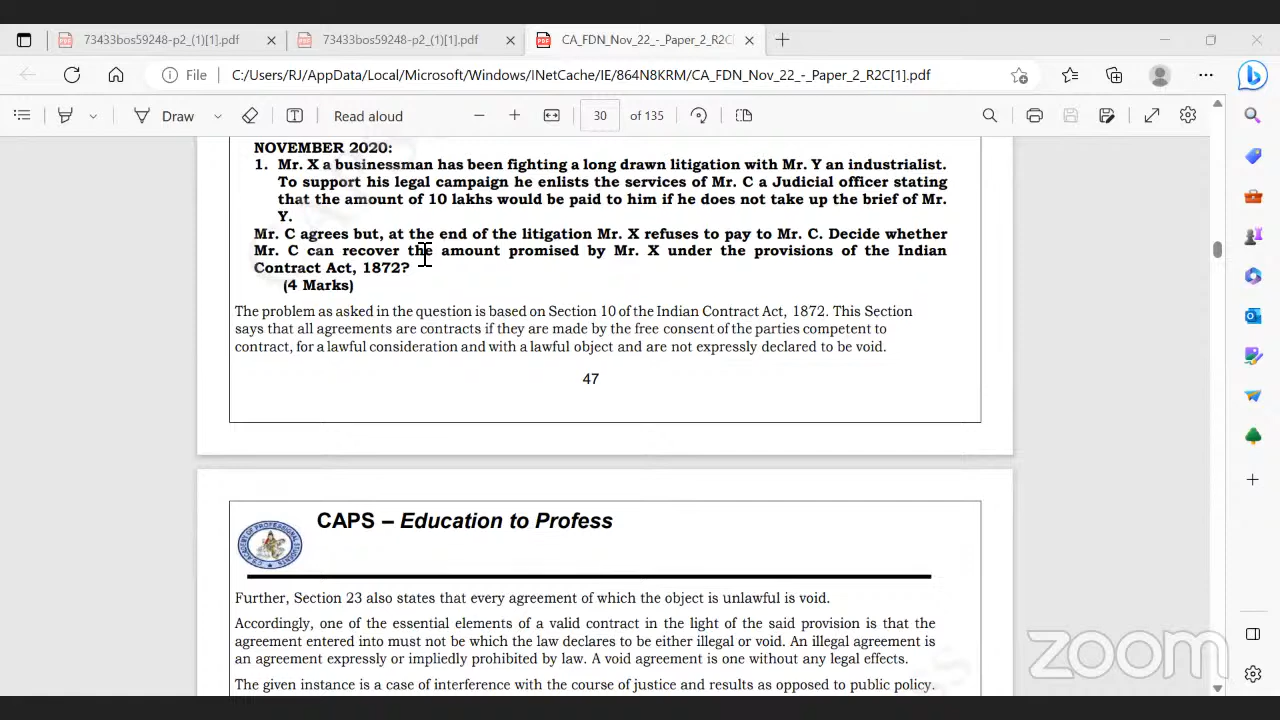 73433bos59248-p2_(1)[1].pdf
73433bos59248-p2_(1)[1].pdf
CA_FDN_Nov_22_-_Paper_2_R2C
File
C:/Users/RJ/AppData/Local/Microsoft/Windows/INetCache/IE/864N8KRM/CA_FDN_Nov_22_-_Paper_2_R2C[1].pdf
Draw
Read aloud
30
of 135
NOVEMBER 2020:
1. Mr. X a businessman has been fighting a long drawn litigation with Mr. Y an industrialist.
To support his legal campaign he enlists the services of Mr. C a Judicial officer stating
that the amount of 10 lakhs would be paid to him if he does not take up the brief of Mr.
Y.
Mr. C agrees but, at the end of the litigation Mr. X refuses to pay to Mr. C. Decide whether
Mr. C can recover the amount promised by Mr. X under the provisions of the Indian
Contract Act, 1872?
(4 Marks)
The problem as asked in the question is based on Section 10 of the Indian Contract Act, 1872. This Section
says that all agreements are contracts if they are made by the free consent of the parties competent to
contract, for a lawful consideration and with a lawful object and are not expressly declared to be void.
47
CAPS – Education to Profess
Further, Section 23 also states that every agreement of which the object is unlawful is void.
Accordingly, one of the essential elements of a valid contract in the light of the said provision is that the
agreement entered into must not be which the law declares to be either illegal or void. An illegal agreement is
an agreement expressly or impliedly prohibited by law. A void agreement is one without any legal effects.
The given instance is a case of interference with the course of justice and results as opposed to public policy.
zoom